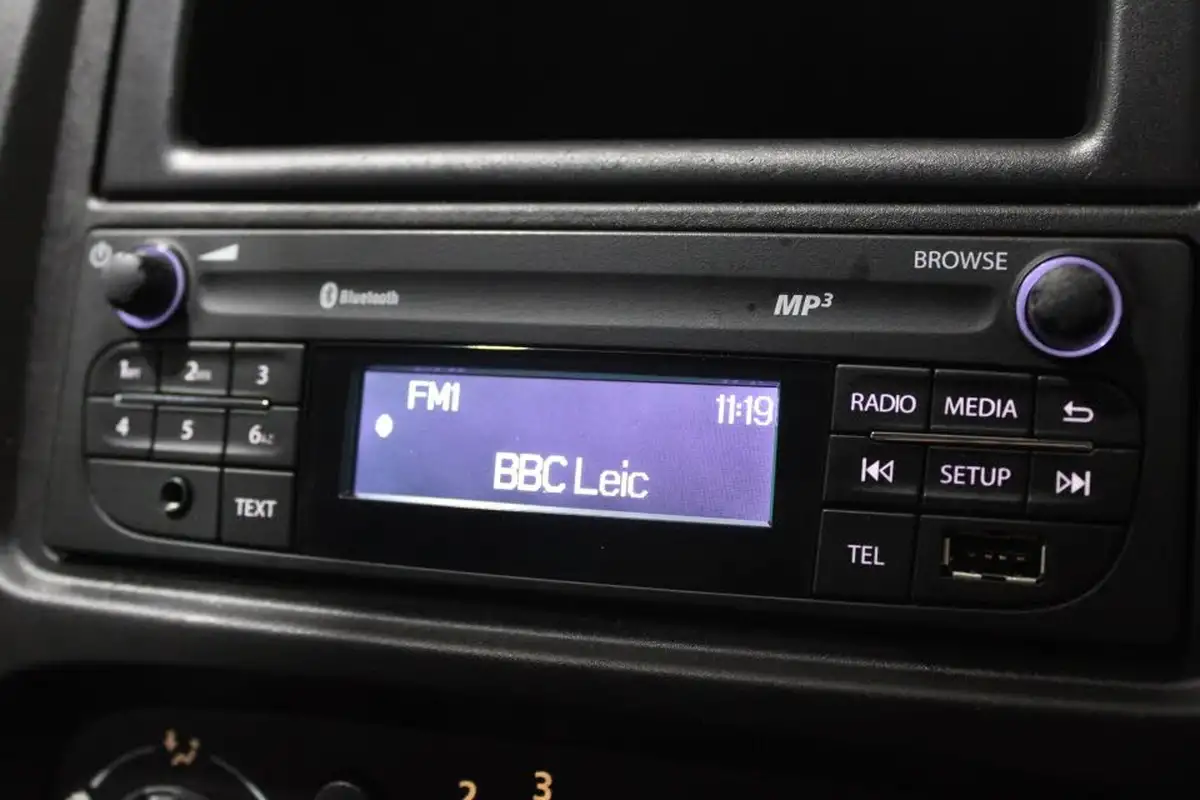 BROWSE
Bluetooth
MP3
1
2
3
FM1
11:19
RADIO
MEDIA
4
5
6
BBC Leic
SETUP
TEXT
TEL
2
3